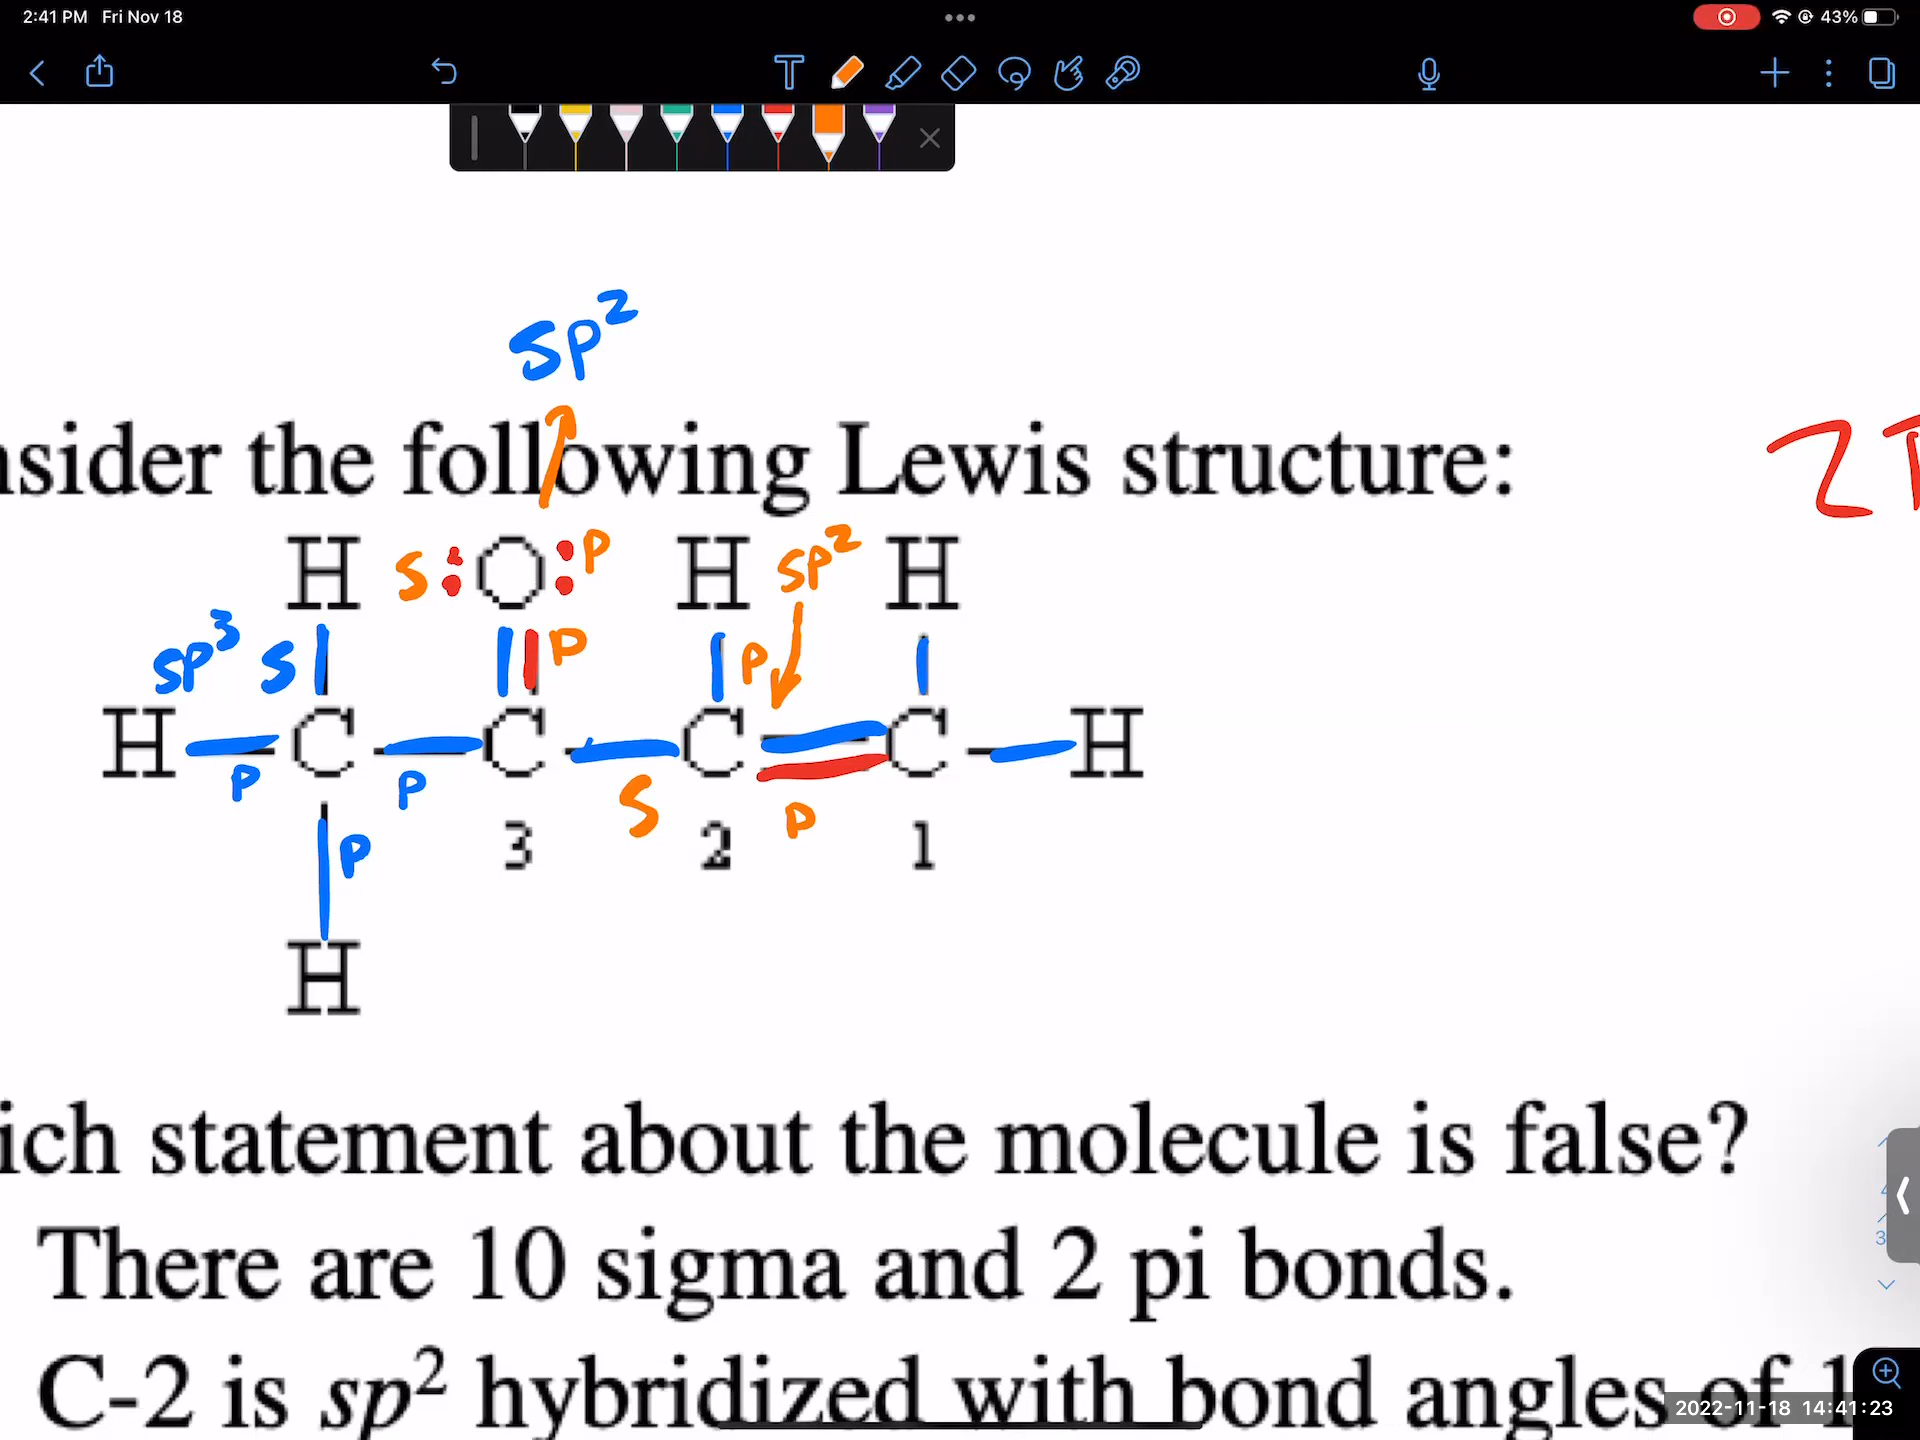 2:41 PM Fri Nov 18
43%
sp²
nsider the following Lewis structure:
2
H S:O:P H sp² H
sp³ S P P
H C C C C H
P P S P
P 3 2 1
H
ich statement about the molecule is false?
There are 10 sigma and 2 pi bonds.
3
C-2 is sp² hybridized with bond angles of 1
2022-11-18 14:41:23